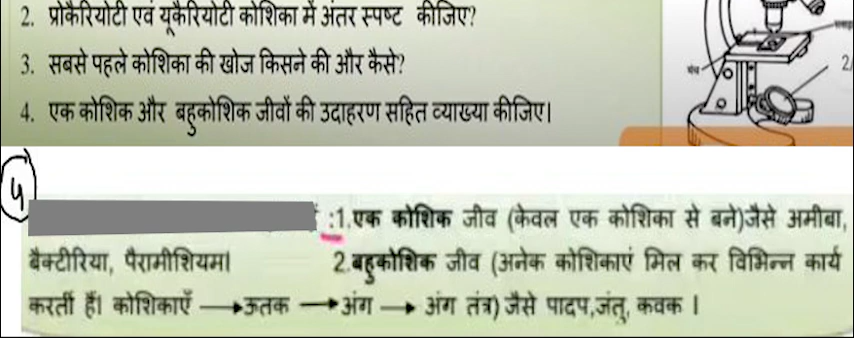 2. प्रोकैरियोटी एवं यूकैरियोटी कोशिका में अंतर स्पष्ट कीजिए?
3. सबसे पहले कोशिका की खोज किसने की और कैसे?
4. एक कोशिक और बहुकोशिक जीवों की उदाहरण सहित व्याख्या कीजिए।
2
4
:1.एक कोशिक जीव (केवल एक कोशिका से बने)जैसे अमीबा,
बैक्टीरिया, पैरामीशियम।
2.बहुकोशिक जीव (अनेक कोशिकाएं मिल कर विभिन्न कार्य
करतीं हैं। कोशिकाएँ →ऊतक →अंग → अंग तंत्र) जैसे पादप,जंतु, कवक ।